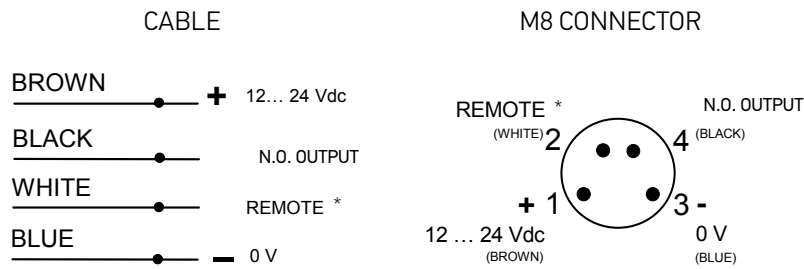 CABLE
BROWN
+ 12... 24 Vdc
BLACK
N.O. OUTPUT
WHITE
REMOTE *
BLUE
– 0 V
M8 CONNECTOR
REMOTE *
(WHITE) 2
N.O. OUTPUT
4 (BLACK)
+ 1
12 ... 24 Vdc
(BROWN)
3 -
0 V
(BLUE)